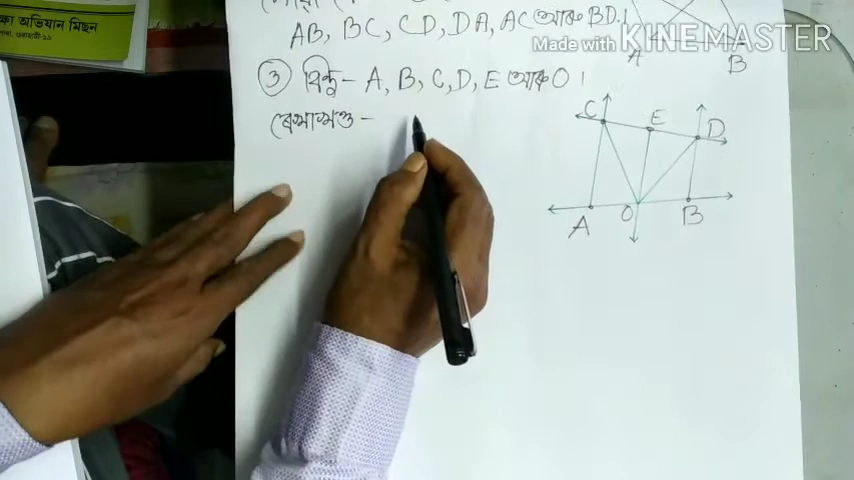 ক্ষা অভিযান মিছন
AB, BC, CD, DA, AC আৰু BD।
Made with KINEMASTER
A
B
③ বিন্দু - A, B, C, D, E আৰু O ।
ৰেখাখণ্ড -
C
E
D
A
O
B